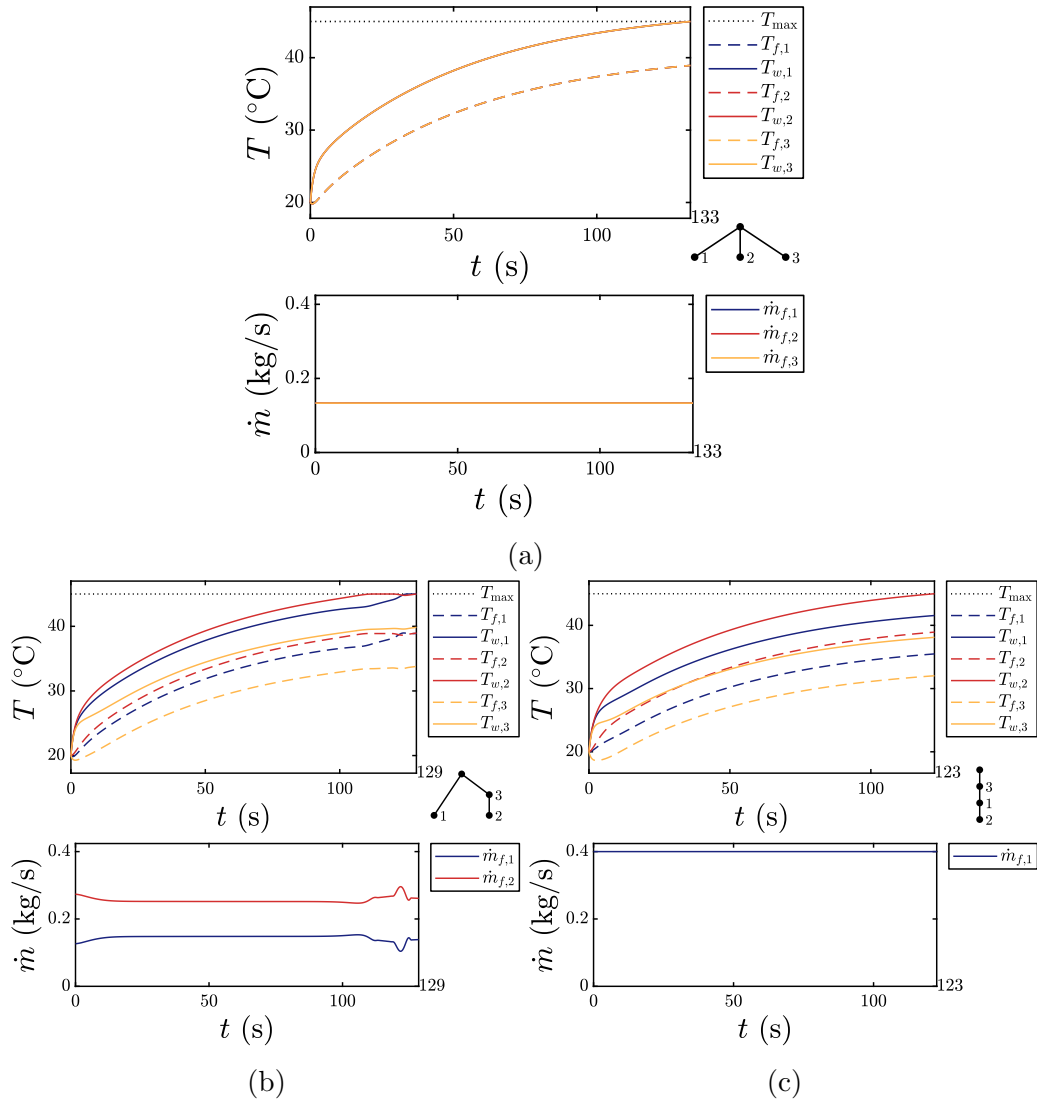 T_max
T_f,1
T_w,1
T_f,2
T_w,2
T_f,3
T_w,3
T (°C)
40
30
20
0
50
100
133
t (s)
1
2
3
ṁ (kg/s)
0.4
0.2
0
0
50
100
133
t (s)
ṁ_f,1
ṁ_f,2
ṁ_f,3
(a)
T (°C)
40
30
20
0
50
100
129
t (s)
T_max
T_f,1
T_w,1
T_f,2
T_w,2
T_f,3
T_w,3
1
3
2
ṁ (kg/s)
0.4
0.2
0
0
50
100
129
t (s)
ṁ_f,1
ṁ_f,2
(b)
T (°C)
40
30
20
0
50
100
123
t (s)
T_max
T_f,1
T_w,1
T_f,2
T_w,2
T_f,3
T_w,3
3
1
2
ṁ (kg/s)
0.4
0.2
0
0
50
100
123
t (s)
ṁ_f,1
(c)